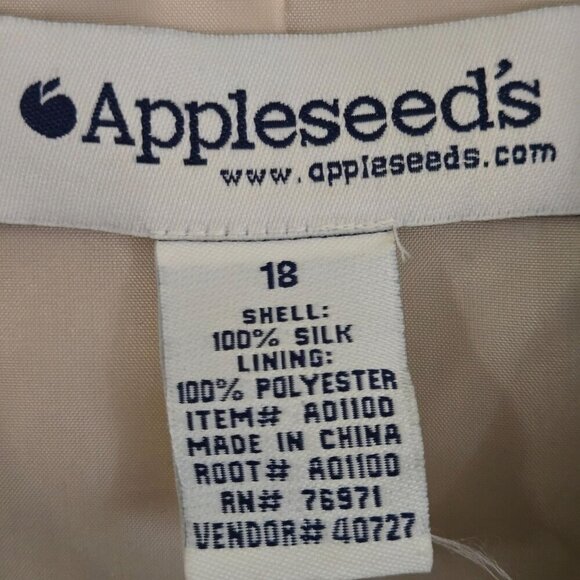 Appleseed's
www.appleseeds.com
18
SHELL:
100% SILK
LINING:
100% POLYESTER
ITEM# A01100
MADE IN CHINA
ROOT# A01100
RN# 76971
VENDOR# 40727